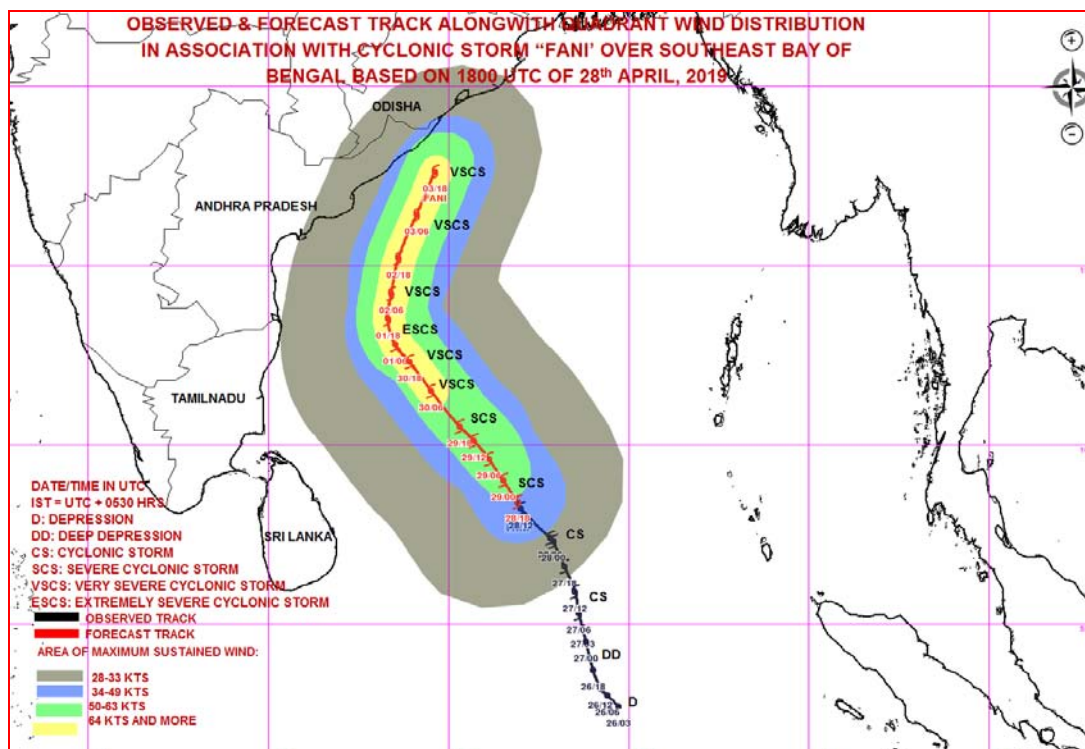 OBSERVED & FORECAST TRACK ALONGWITH QUADRANT WIND DISTRIBUTION
IN ASSOCIATION WITH CYCLONIC STORM “FANI’ OVER SOUTHEAST BAY OF
BENGAL BASED ON 1800 UTC OF 28th APRIL, 2019
ODISHA
VSCS
03/18
FANI
ANDHRA PRADESH
VSCS
03/06
02/18
VSCS
02/06
ESCS
01/18
VSCS
01/06
30/18
VSCS
30/06
TAMILNADU
SCS
29/18
29/12
29/06
SCS
29/00
28/18
28/12
CS
28/00
27/18
CS
27/12
27/06
27/03
DD
27/00
26/18
D
26/12
26/06
26/03
SRI LANKA
DATE/TIME IN UTC
IST = UTC + 0530 HRS
D: DEPRESSION
DD: DEEP DEPRESSION
CS: CYCLONIC STORM
SCS: SEVERE CYCLONIC STORM
VSCS: VERY SEVERE CYCLONIC STORM
ESCS: EXTREMELY SEVERE CYCLONIC STORM
OBSERVED TRACK
FORECAST TRACK
AREA OF MAXIMUM SUSTAINED WIND:
28-33 KTS
34-49 KTS
50-63 KTS
64 KTS AND MORE